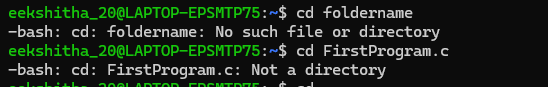 eekshitha_20@LAPTOP-EPSMTP75:~$ cd foldername
-bash: cd: foldername: No such file or directory
eekshitha_20@LAPTOP-EPSMTP75:~$ cd FirstProgram.c
-bash: cd: FirstProgram.c: Not a directory